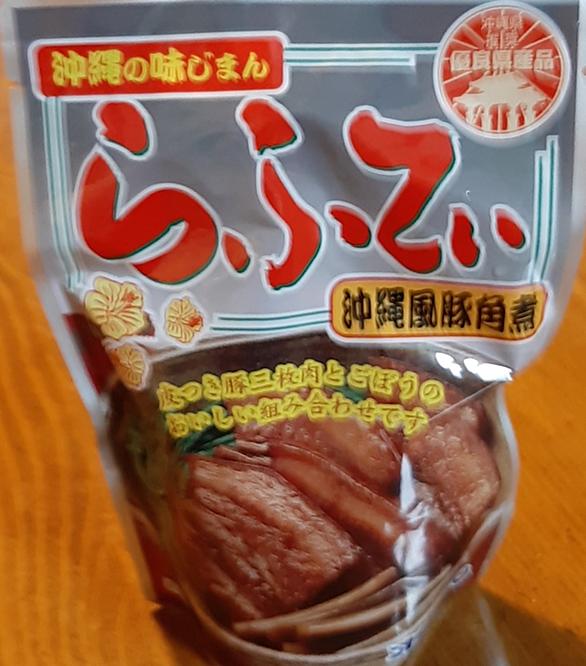 沖縄の味じまん
沖縄県
推奨
優良県産品
らふてぃ
沖縄風豚角煮
皮つき豚三枚肉とごぼうの
おいしい組み合わせです